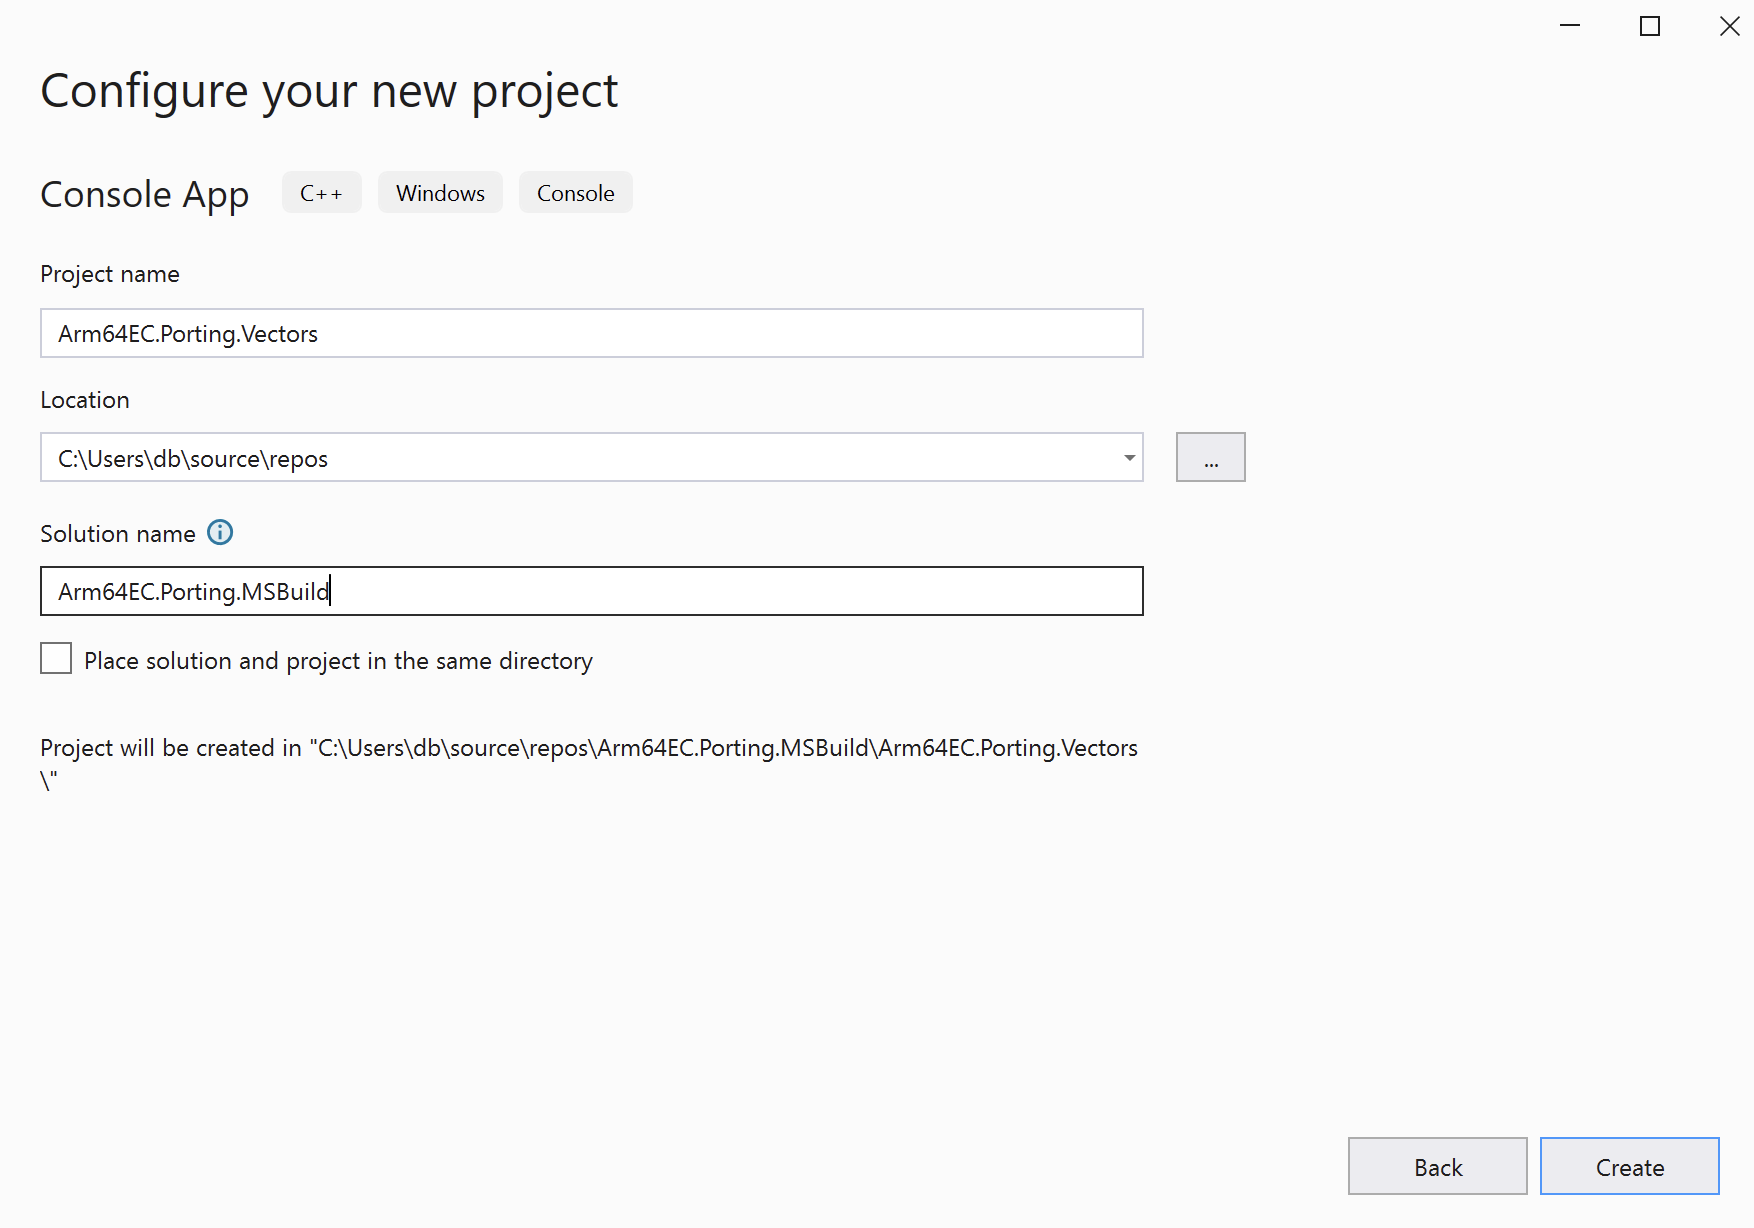 Configure your new project
Console App C++ Windows Console
Project name
Arm64EC.Porting.Vectors
Location
C:\Users\db\source\repos
...
Solution name
Arm64EC.Porting.MSBuild
Place solution and project in the same directory
Project will be created in "C:\Users\db\source\repos\Arm64EC.Porting.MSBuild\Arm64EC.Porting.Vectors
\"
Back Create